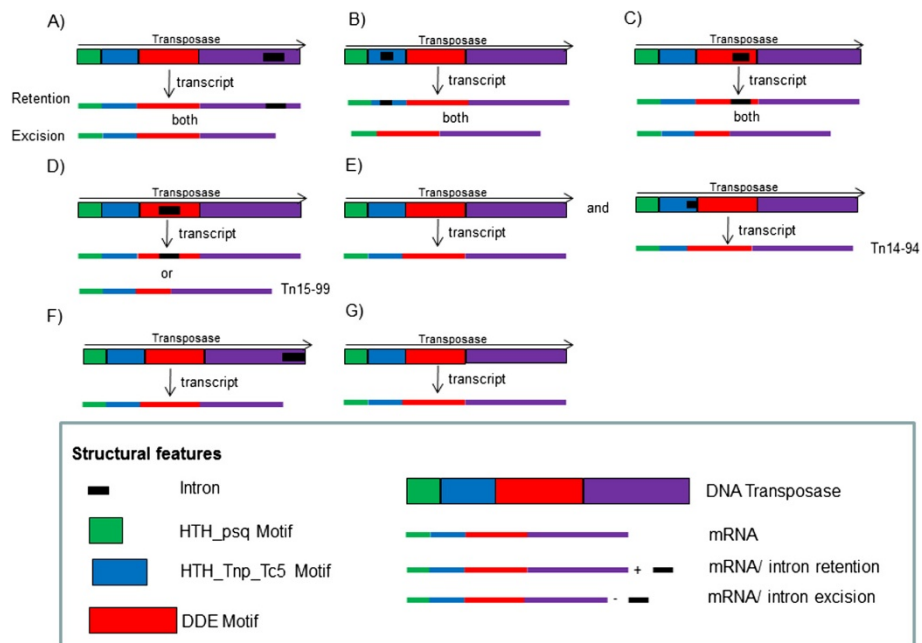 A)
Transposase
transcript
Retention
both
Excision
B)
Transposase
transcript
both
C)
Transposase
transcript
both
D)
Transposase
transcript
or
Tn15-99
E)
Transposase
transcript
and
Transposase
transcript
Tn14-94
F)
Transposase
transcript
G)
Transposase
transcript
Structural features
Intron
HTH_psq Motif
HTH_Tnp_Tc5 Motif
DDE Motif
DNA Transposase
mRNA
+ mRNA/ intron retention
- mRNA/ intron excision